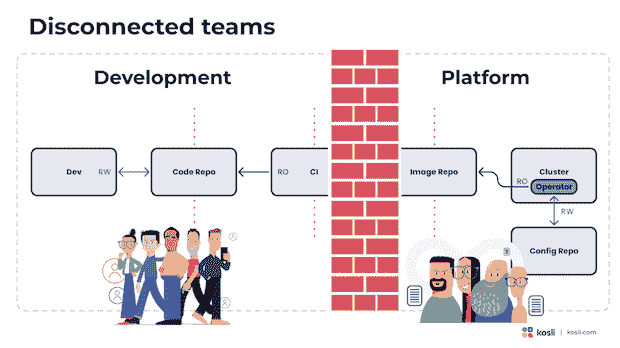 Disconnected teams
Development
Platform
Dev
RW
Code Repo
RO
CI
Image Repo
Cluster
RO
Operator
RW
Config Repo
kosli | kosli.com